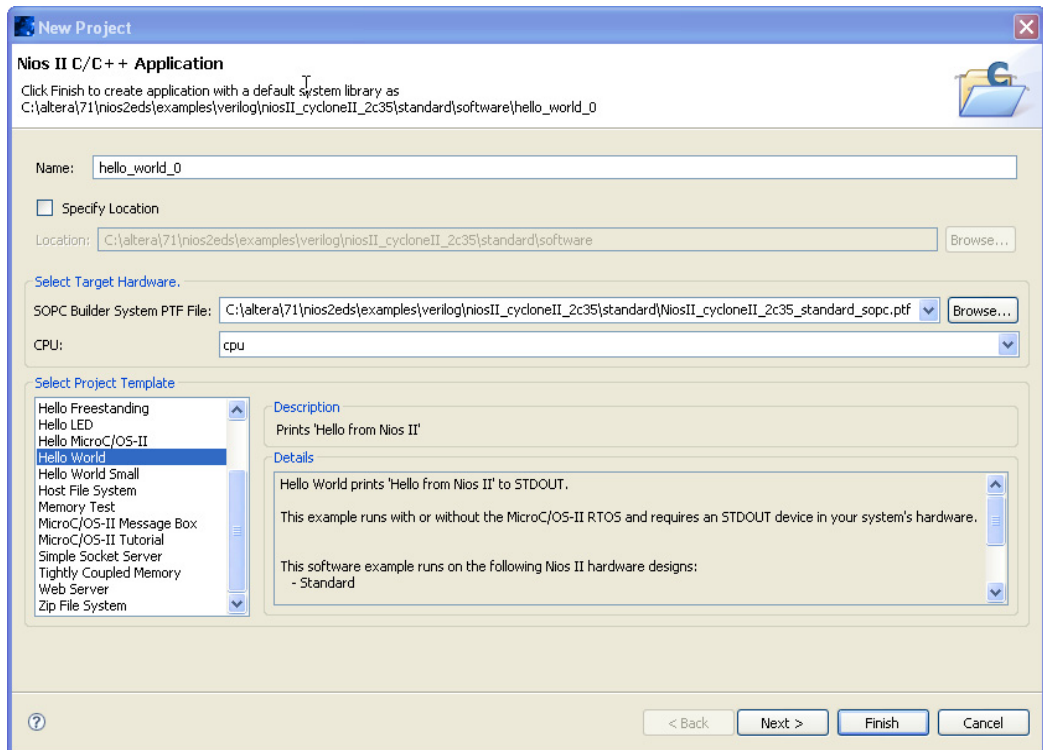 New Project
Nios II C/C++ Application
Click Finish to create application with a default system library as
C:\altera\71\nios2eds\examples\verilog\niosII_cycloneII_2c35\standard\software\hello_world_0
Name: hello_world_0
Specify Location
Location: C:\altera\71\nios2eds\examples\verilog\niosII_cycloneII_2c35\standard\software Browse...
Select Target Hardware.
SOPC Builder System PTF File: C:\altera\71\nios2eds\examples\verilog\niosII_cycloneII_2c35\standard\NiosII_cycloneII_2c35_standard_sopc.ptf Browse...
CPU: cpu
Select Project Template
Hello Freestanding
Hello LED
Hello MicroC/OS-II
Hello World
Hello World Small
Host File System
Memory Test
MicroC/OS-II Message Box
MicroC/OS-II Tutorial
Simple Socket Server
Tightly Coupled Memory
Web Server
Zip File System
Description
Prints 'Hello from Nios II'
Details
Hello World prints 'Hello from Nios II' to STDOUT.
This example runs with or without the MicroC/OS-II RTOS and requires an STDOUT device in your system's hardware.
This software example runs on the following Nios II hardware designs:
- Standard
? < Back Next > Finish Cancel